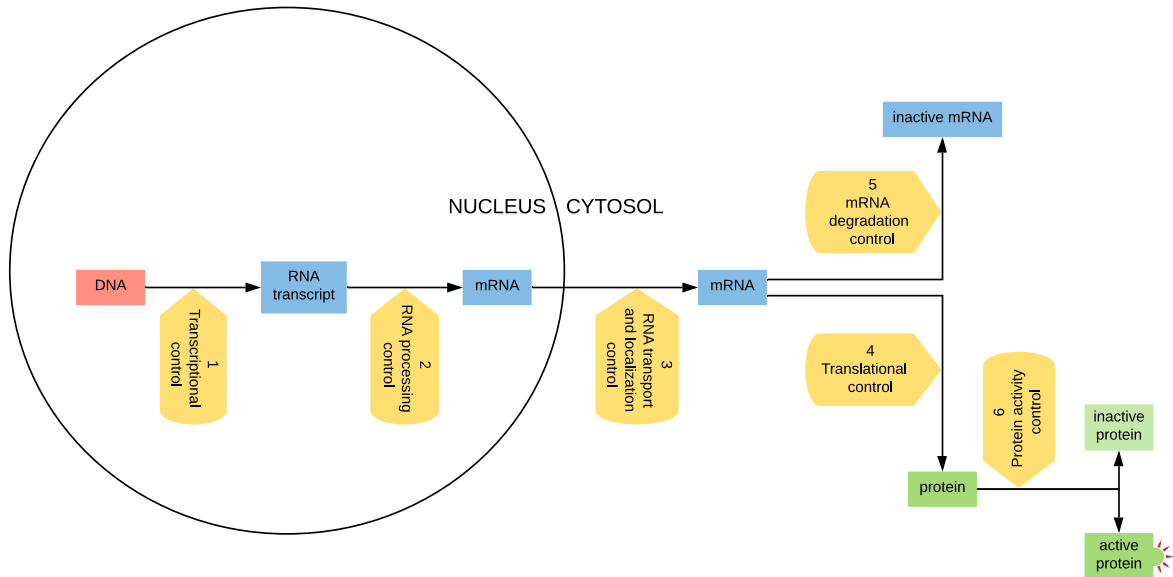 inactive mRNA
5
mRNA
degradation
control
NUCLEUS
CYTOSOL
DNA
RNA
transcript
mRNA
mRNA
1
Transcriptional
control
2
RNA processing
control
3
RNA transport
and localization
control
4
Translational
control
6
Protein activity
control
inactive
protein
protein
active
protein